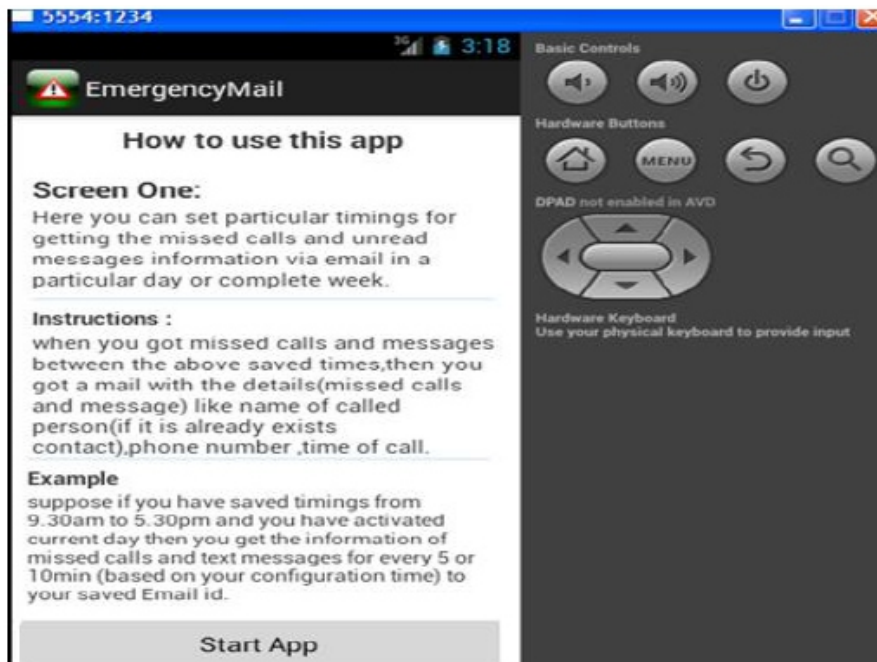 5554:1234
3G 3:18
EmergencyMail
How to use this app
Screen One:
Here you can set particular timings for
getting the missed calls and unread
messages information via email in a
particular day or complete week.
Instructions :
when you got missed calls and messages
between the above saved times,then you
got a mail with the details(missed calls
and message) like name of called
person(if it is already exists
contact),phone number ,time of call.
Example
suppose if you have saved timings from
9.30am to 5.30pm and you have activated
current day then you get the information of
missed calls and text messages for every 5 or
10min (based on your configuration time) to
your saved Email id.
Start App
Basic Controls
Hardware Buttons
MENU
DPAD not enabled in AVD
Hardware Keyboard
Use your physical keyboard to provide input